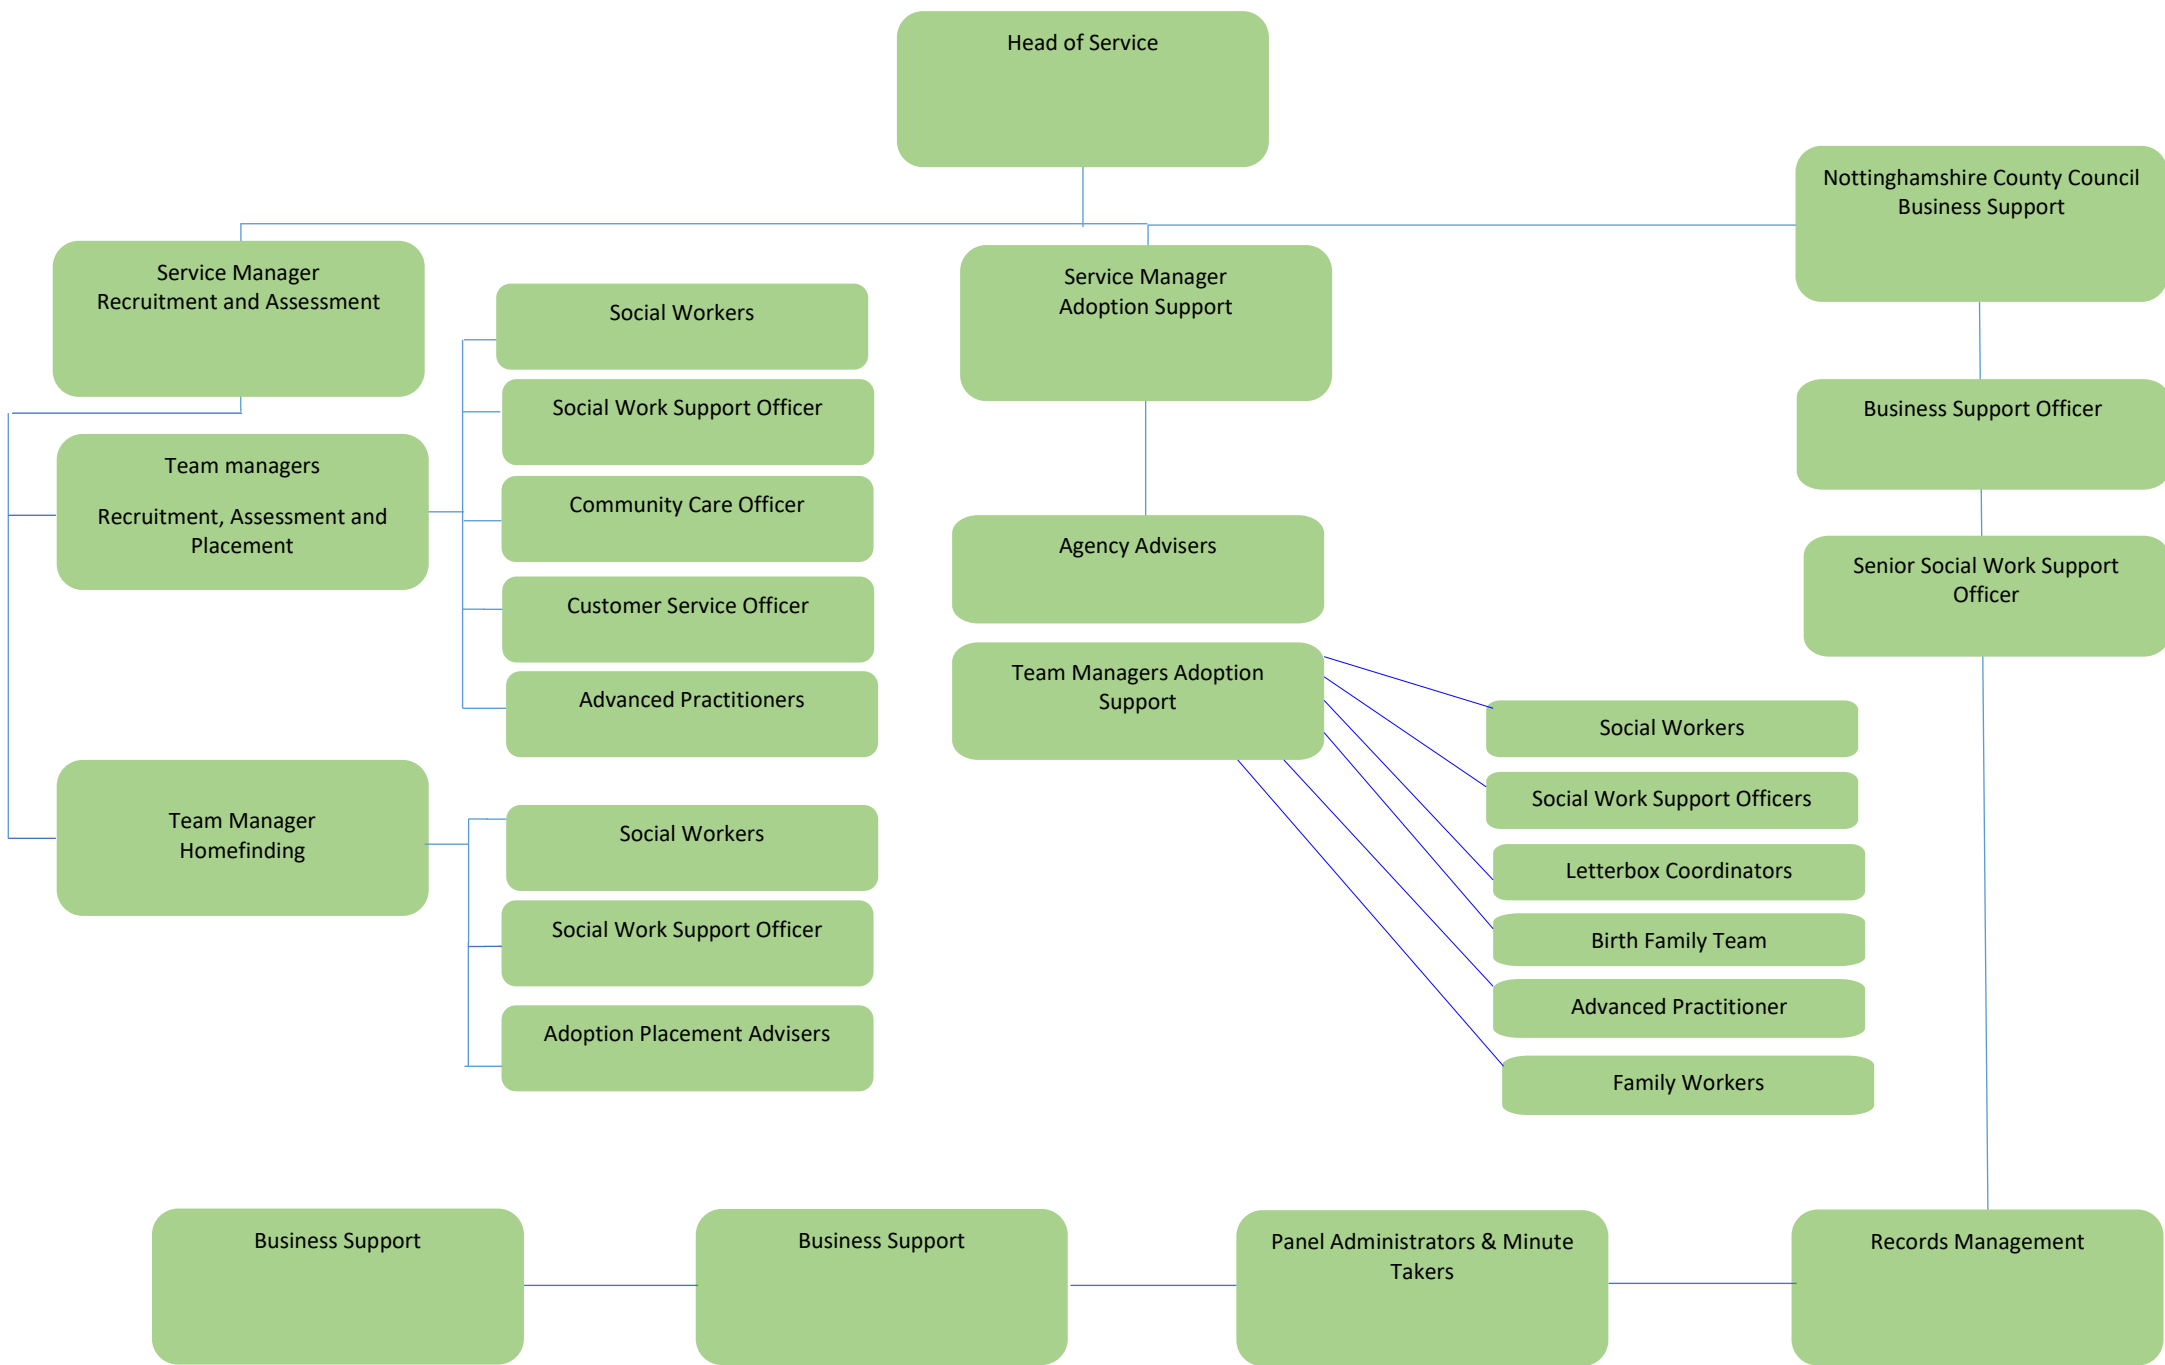 Head of Service
Nottinghamshire County Council
Business Support
Service Manager
Recruitment and Assessment
Service Manager
Adoption Support
Social Workers
Social Work Support Officer
Business Support Officer
Team managers
Recruitment, Assessment and
Placement
Community Care Officer
Agency Advisers
Senior Social Work Support
Officer
Customer Service Officer
Advanced Practitioners
Team Managers Adoption
Support
Social Workers
Social Work Support Officers
Letterbox Coordinators
Birth Family Team
Advanced Practitioner
Family Workers
Team Manager
Homefinding
Social Workers
Social Work Support Officer
Adoption Placement Advisers
Business Support
Business Support
Panel Administrators & Minute
Takers
Records Management